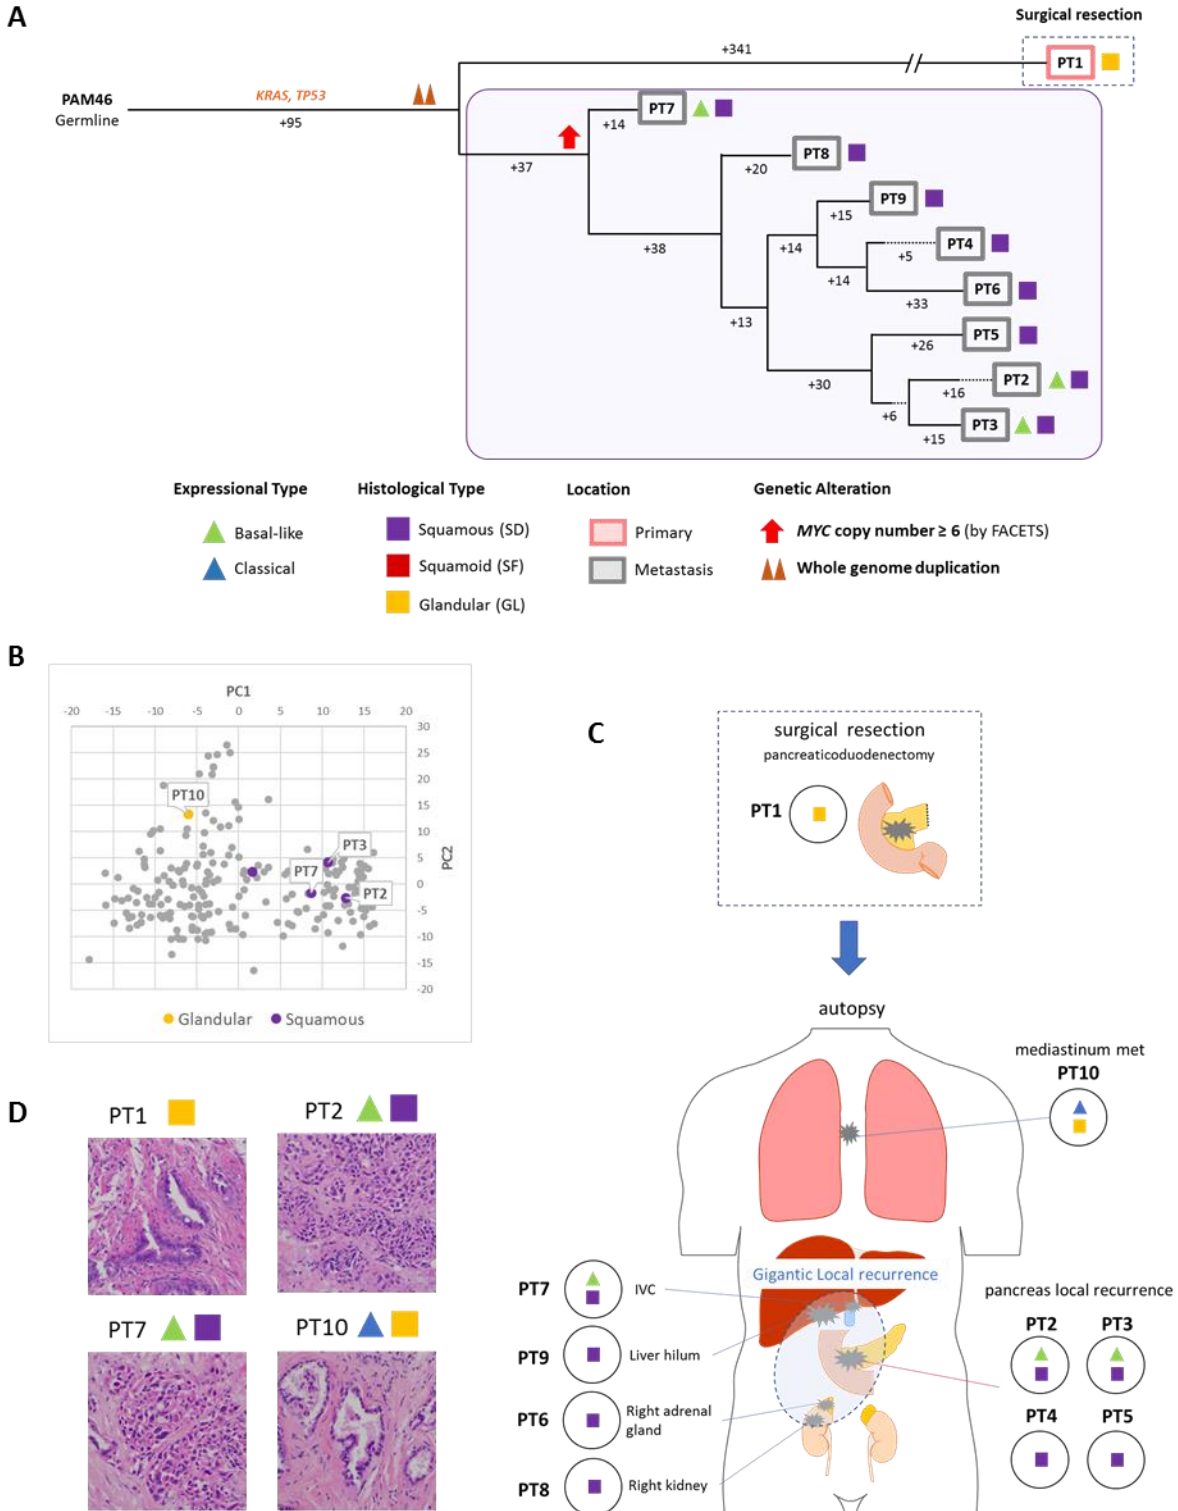 A
Surgical resection
+341
PT1
PAM46
Germline
KRAS, TP53
+95
+14
PT7
+37
+20
PT8
+15
PT9
+38
+14
+5
PT4
+14
+33
PT6
+13
+26
PT5
+30
+16
PT2
+6
+15
PT3
Expressional Type
Basal-like
Classical
Histological Type
Squamous (SD)
Squamoid (SF)
Glandular (GL)
Location
Primary
Metastasis
Genetic Alteration
MYC copy number ≥ 6 (by FACETS)
Whole genome duplication
B
PC1
-20 -15 -10 -5 0 5 10 15 20
30
25
20
15
10
5
0
-5
-10
-15
-20
PC2
PT10
PT3
PT7
PT2
Glandular Squamous
C
surgical resection
pancreaticoduodenectomy
PT1
autopsy
mediastinum met
PT10
Gigantic Local recurrence
PT7 IVC
PT9 Liver hilum
PT6 Right adrenal
gland
PT8 Right kidney
pancreas local recurrence
PT2 PT3
PT4 PT5
D
PT1
PT2
PT7
PT10